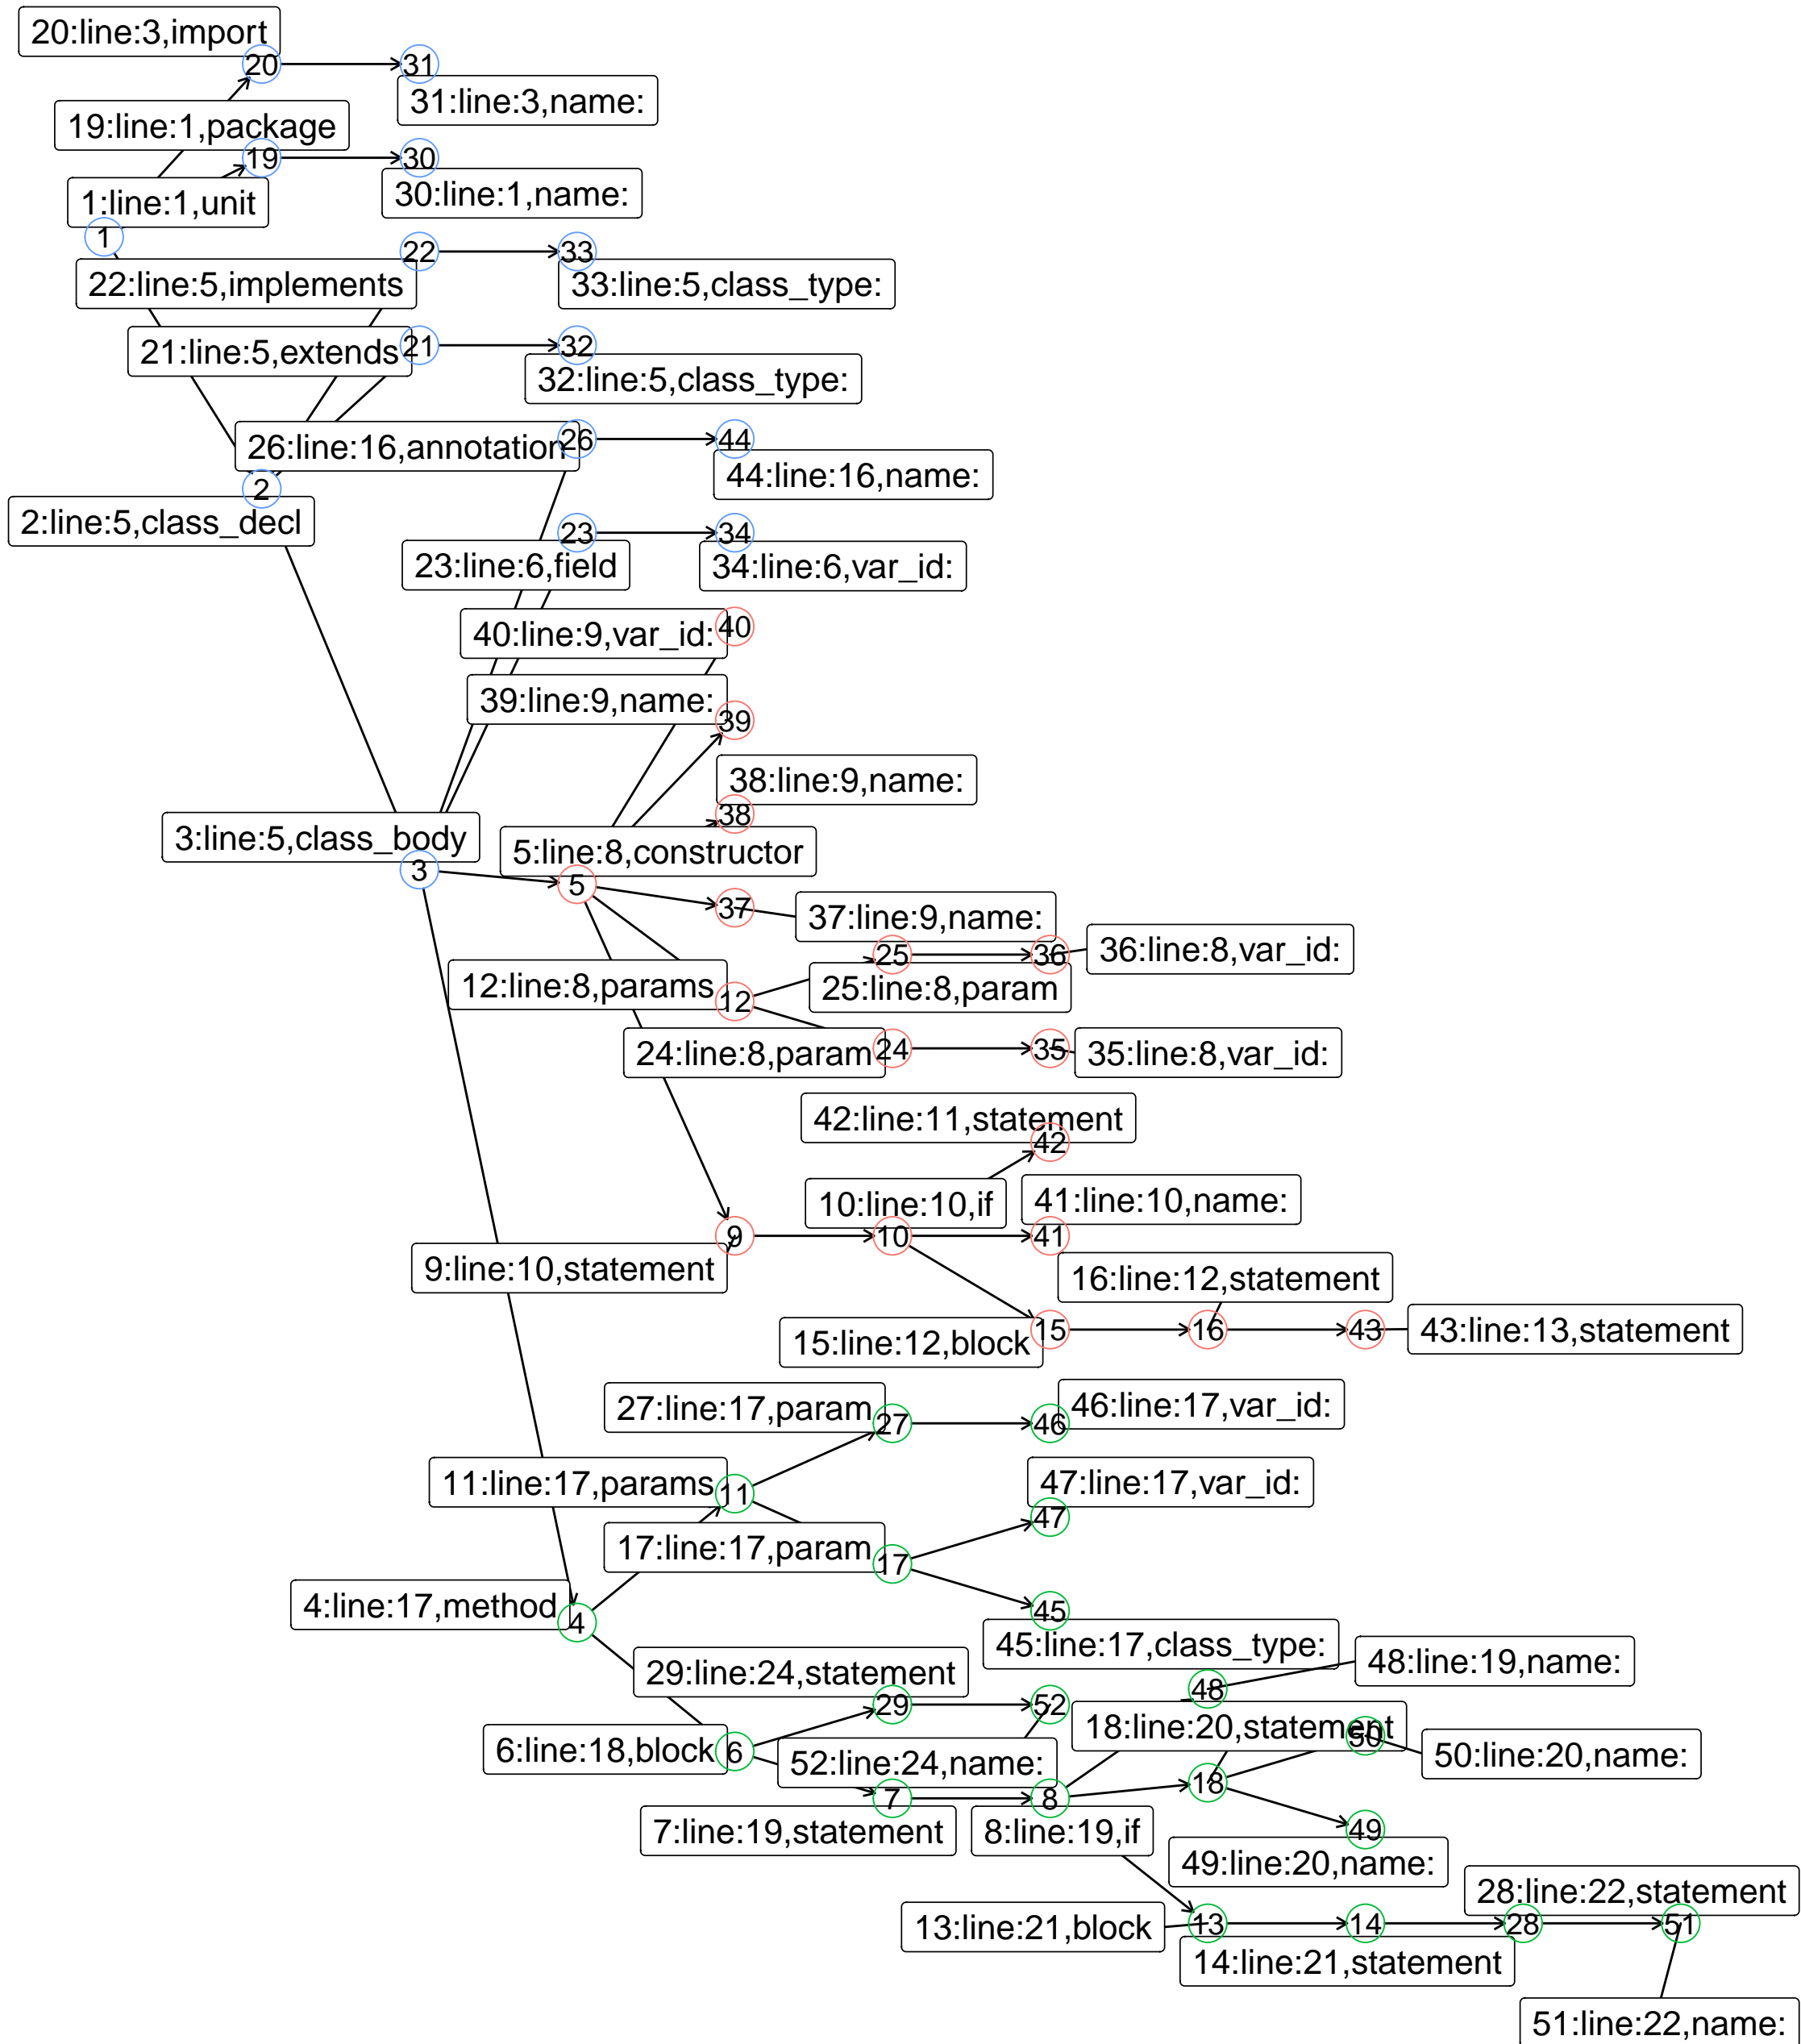 20:line:3,import
20
31
31:line:3,name:
19:line:1,package
19
30
30:line:1,name:
1:line:1,unit
1
22
33
22:line:5,implements
33:line:5,class_type:
21:line:5,extends
21
32
32:line:5,class_type:
26:line:16,annotation
26
44
44:line:16,name:
2
2:line:5,class_decl
23
34
23:line:6,field
34:line:6,var_id:
40:line:9,var_id:
40
39:line:9,name:
39
38:line:9,name:
38
3:line:5,class_body
5:line:8,constructor
3
5
37
37:line:9,name:
25
36
36:line:8,var_id:
12:line:8,params
12
25:line:8,param
24:line:8,param
24
35
35:line:8,var_id:
42:line:11,statement
42
10:line:10,if
41:line:10,name:
9
10
41
9:line:10,statement
16:line:12,statement
15:line:12,block
15
16
43
43:line:13,statement
27:line:17,param
27
46
46:line:17,var_id:
11:line:17,params
11
47:line:17,var_id:
47
17:line:17,param
17
4:line:17,method
4
45
45:line:17,class_type:
29:line:24,statement
48
48:line:19,name:
29
52
18:line:20,statement
50
50:line:20,name:
6:line:18,block
6
52:line:24,name:
18
7
8
7:line:19,statement
8:line:19,if
49
49:line:20,name:
28:line:22,statement
13:line:21,block
13
14
28
51
14:line:21,statement
51:line:22,name: